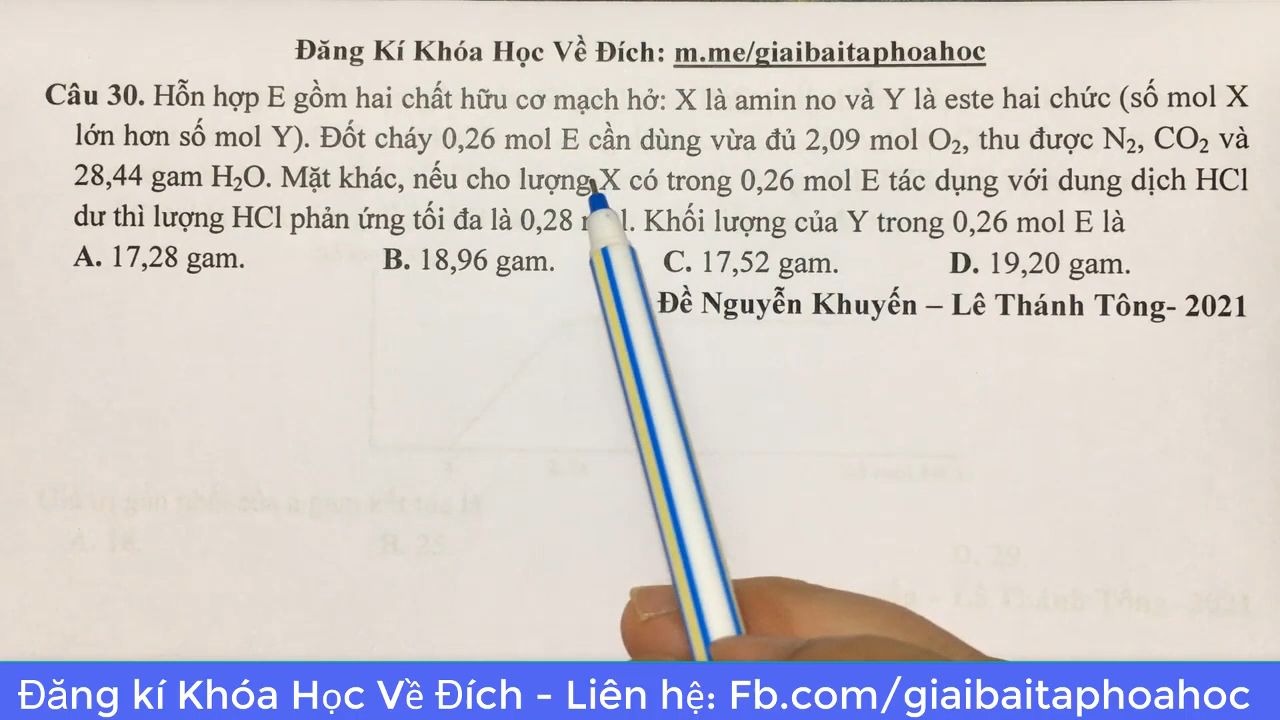 Đăng Kí Khóa Học Về Đích: m.me/giaibaitaphoahoc
Câu 30. Hỗn hợp E gồm hai chất hữu cơ mạch hở: X là amin no và Y là este hai chức (số mol X
lớn hơn số mol Y). Đốt cháy 0,26 mol E cần dùng vừa đủ 2,09 mol O₂, thu được N₂, CO₂ và
28,44 gam H₂O. Mặt khác, nếu cho lượng X có trong 0,26 mol E tác dụng với dung dịch HCl
dư thì lượng HCl phản ứng tối đa là 0,28 l. Khối lượng của Y trong 0,26 mol E là
A. 17,28 gam. B. 18,96 gam. C. 17,52 gam. D. 19,20 gam.
Đề Nguyễn Khuyến – Lê Thánh Tông- 2021
Đăng kí Khóa Học Về Đích - Liên hệ: Fb.com/giaibaitaphoahoc